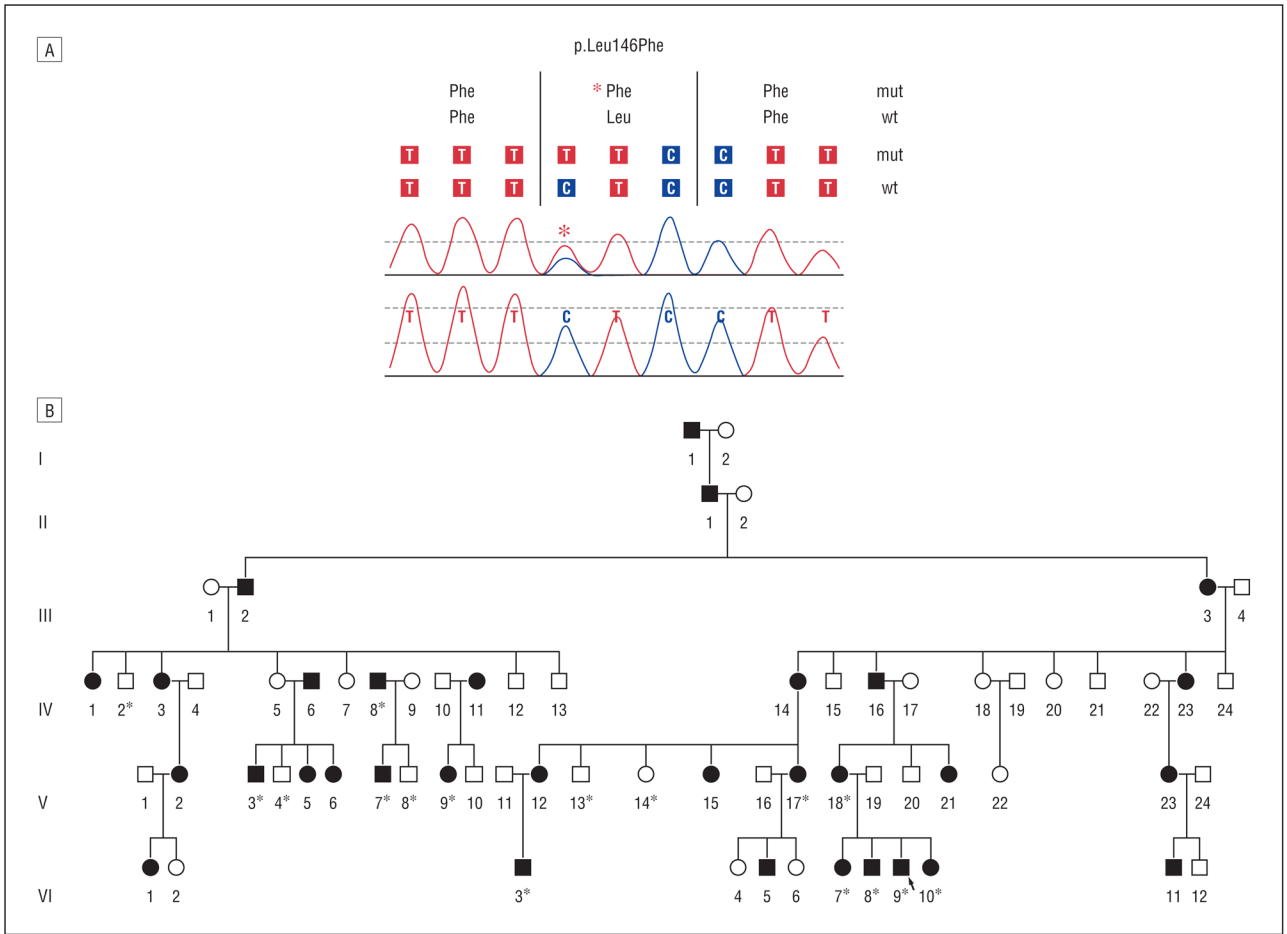 A
p.Leu146Phe
Phe * Phe Phe mut
Phe Leu Phe wt
T T T T T C C T T mut
T T T C T C C T T wt
*
T T T C T C C T T
B
I
1 2
II
1 2
III
1 2 3 4
IV
1 2* 3 4 5 6 7 8* 9 10 11 12 13 14 15 16 17 18 19 20 21 22 23 24
V
1 2 3* 4* 5 6 7* 8* 9* 10 11 12 13* 14* 15 16 17* 18* 19 20 21 22 23 24
VI
1 2 3* 4 5 6 7* 8* 9* 10* 11 12